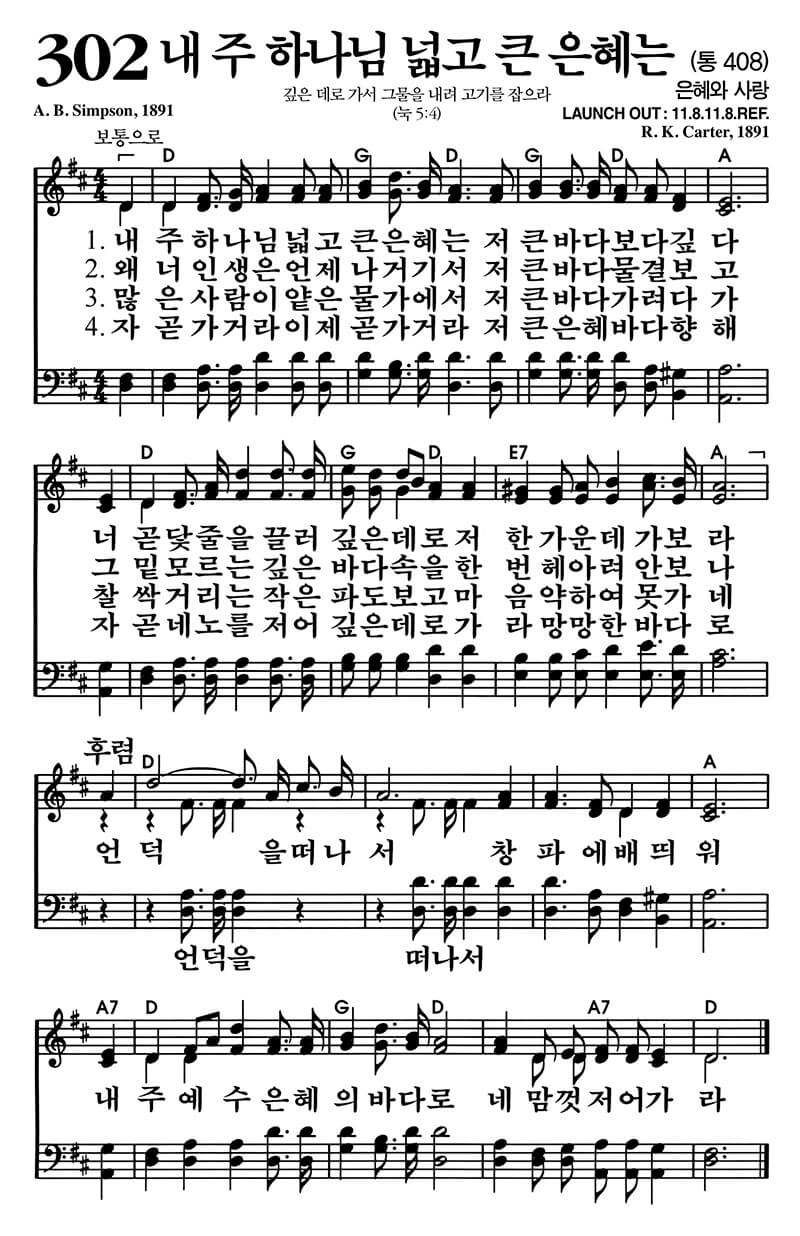 302 내 주 하나님 넓고 큰 은혜는 (통 408)
깊은 데로 가서 그물을 내려 고기를 잡으라
은혜와 사랑
A. B. Simpson, 1891
(눅 5:4)
LAUNCH OUT : 11.8.11.8.REF.
R. K. Carter, 1891
보통으로
D G D G D A
1. 내 주 하나님 넓고 큰은혜는 저 큰바다보다깊 다
2. 왜 너 인생은언제 나거기서 저 큰바다물결보 고
3. 많 은사람이얕은 물가에서 저 큰바다가려다 가
4. 자 곧가거라이제 곧가거라 저 큰은혜바다향 해
D G D E7 A
너 곧닻줄을끌러 깊은데로저 한가운데가보 라
그 밑모르는깊은 바다속을한 번 헤아려안보 나
찰 싹거리는작은 파도보고마 음약하여못가 네
자 곧네노를저어 깊은데로가 라망망한바다 로
후렴
D A
언 덕 을떠나 서 창 파 에배 띄 워
언덕을 떠나서
A7 D G D A7 D
내 주 예 수 은혜 의바다로 네 맘껏저어가 라